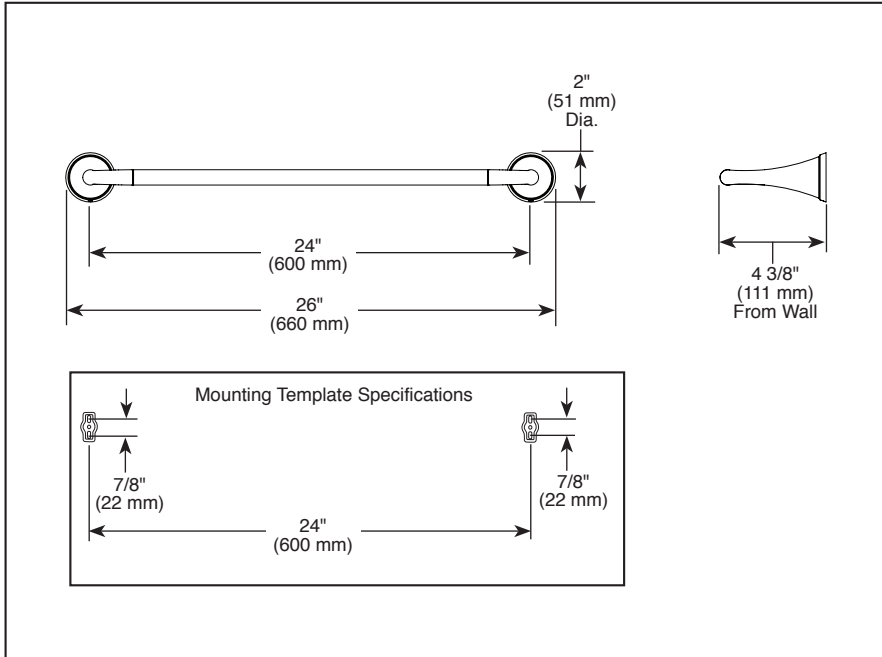 2"
(51 mm)
Dia.
24"
(600 mm)
26"
(660 mm)
4 3/8"
(111 mm)
From Wall
Mounting Template Specifications
7/8"
(22 mm)
7/8"
(22 mm)
24"
(600 mm)